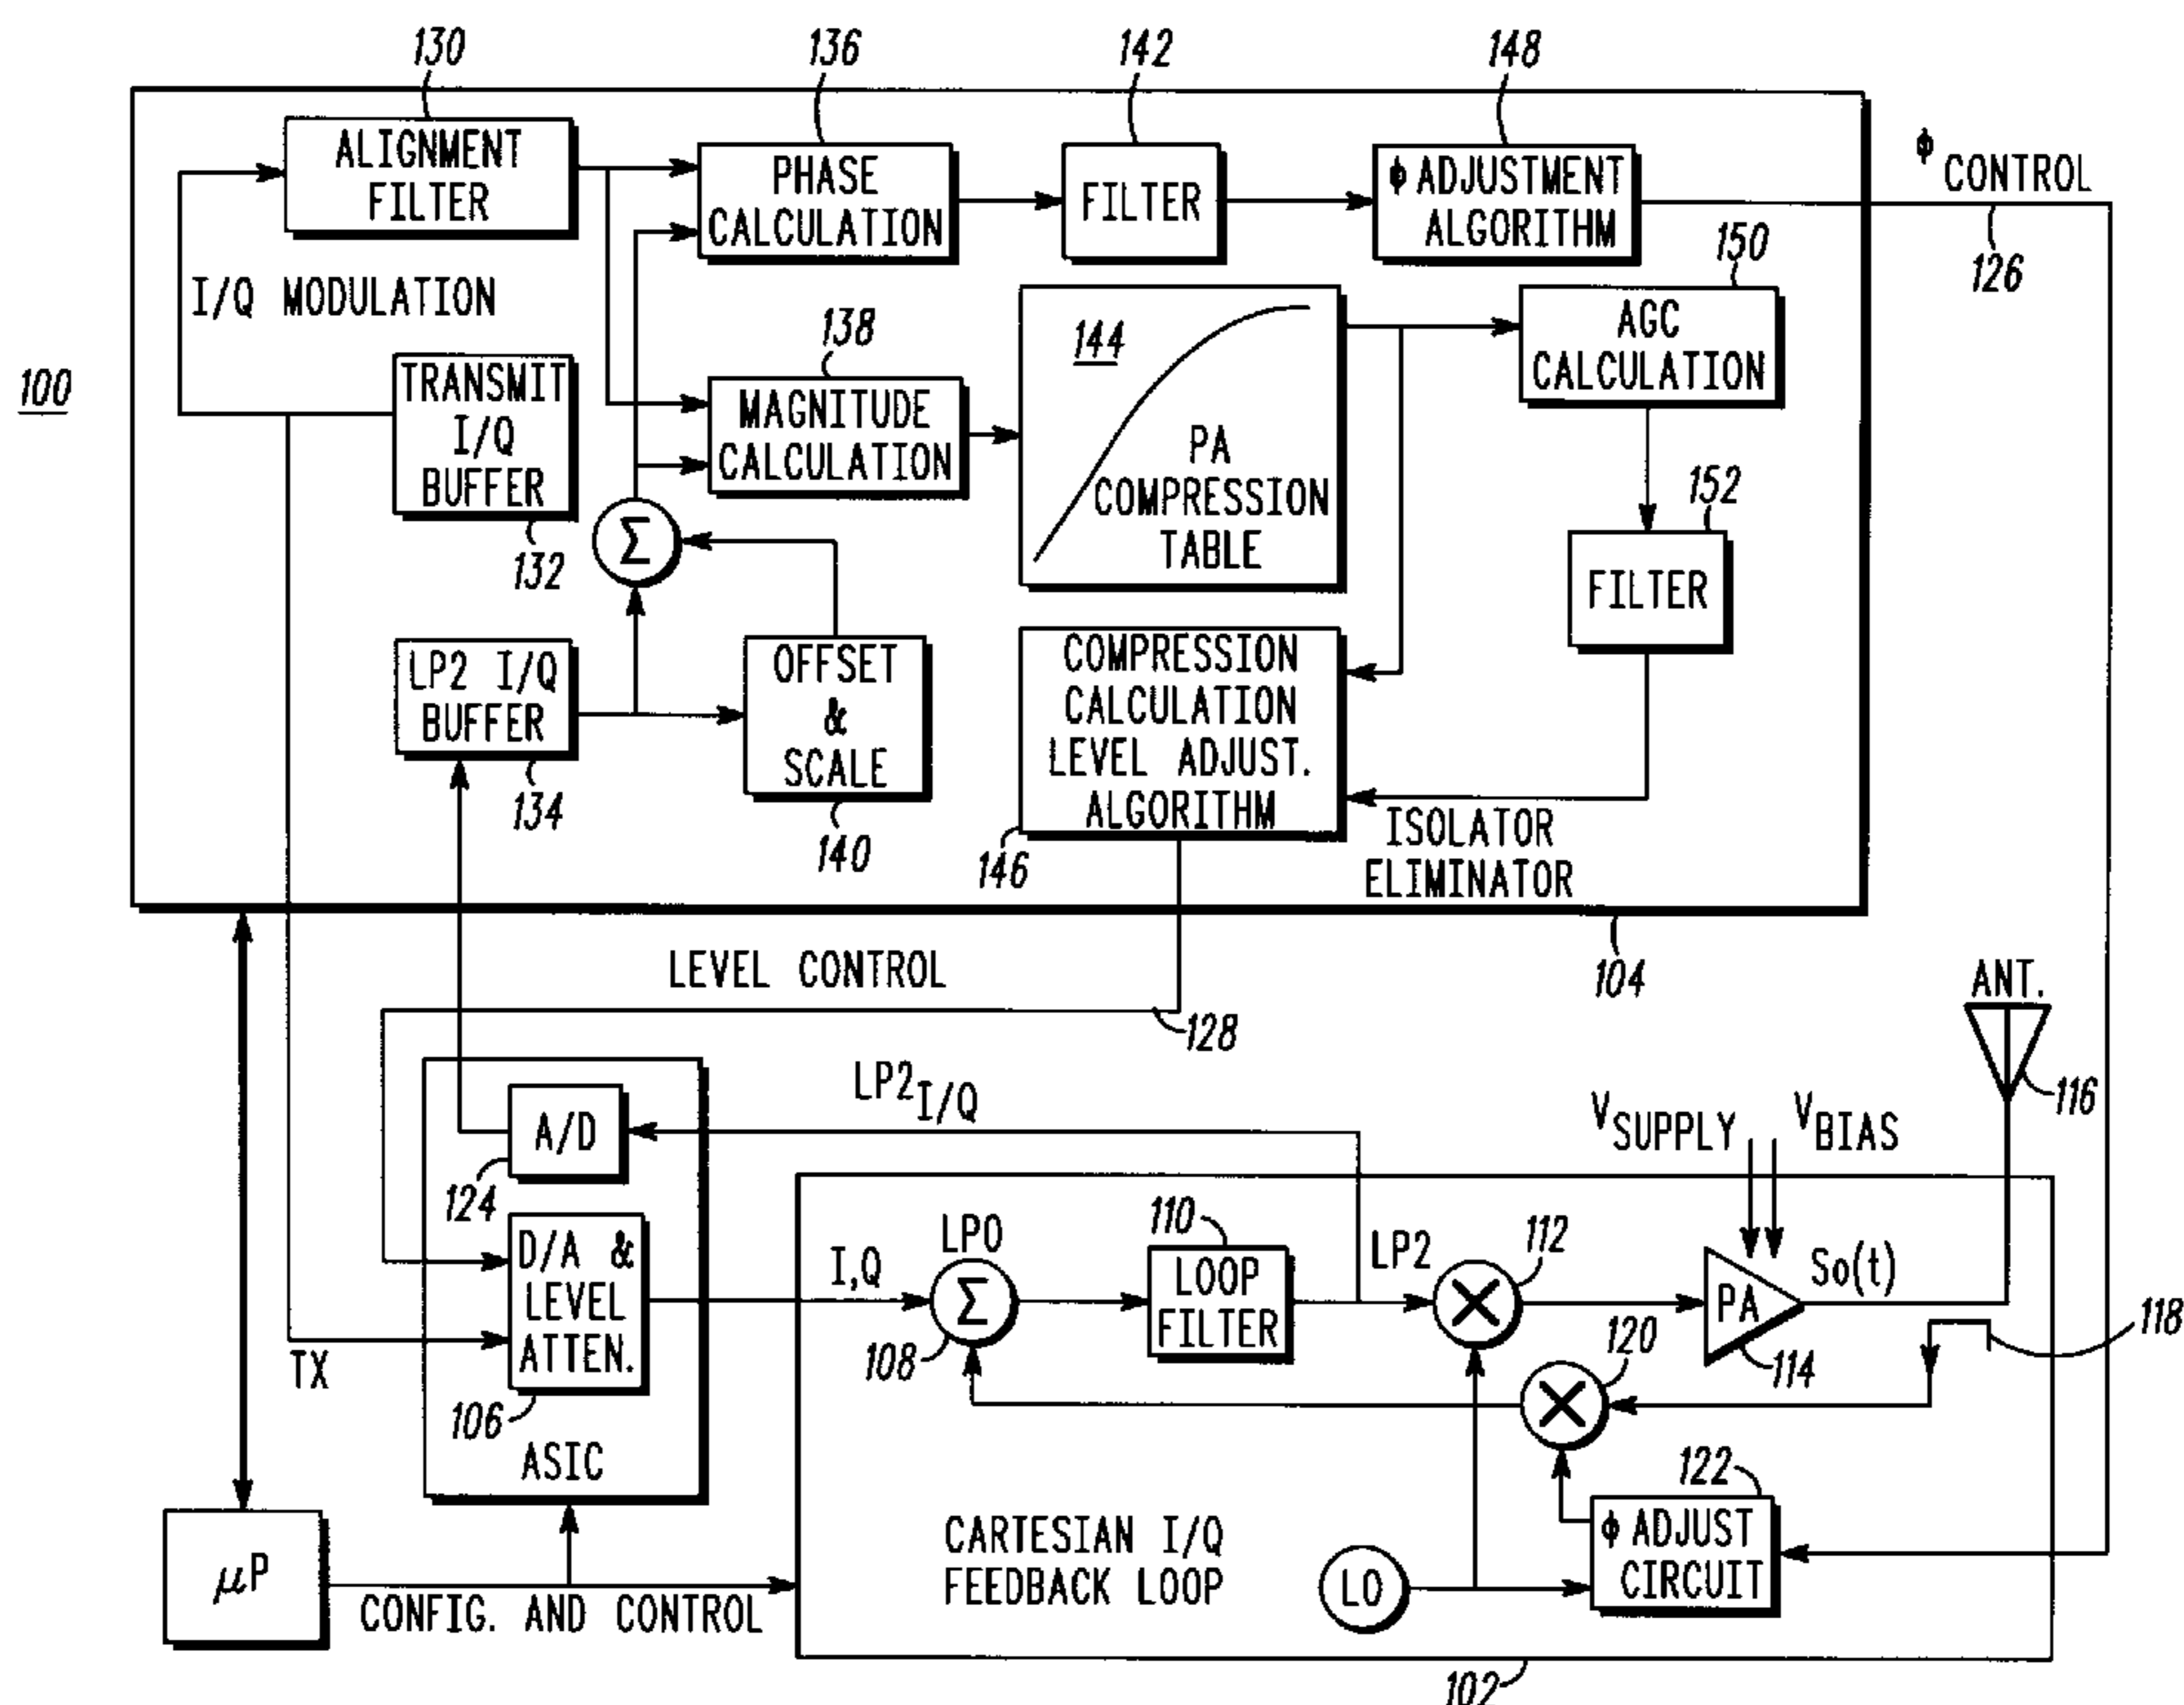 130
136
142
148
ALIGNMENT
FILTER
PHASE
CALCULATION
FILTER
ϕ ADJUSTMENT
ALGORITHM
ϕ CONTROL
126
I/Q MODULATION
100
TRANSMIT
I/Q
BUFFER
132
138
MAGNITUDE
CALCULATION
144
PA
COMPRESSION
TABLE
150
AGC
CALCULATION
152
FILTER
Σ
LP2 I/Q
BUFFER
134
OFFSET
&
SCALE
140
COMPRESSION
CALCULATION
LEVEL ADJUST.
ALGORITHM
146
ISOLATOR
ELIMINATOR
104
LEVEL CONTROL
128
ANT.
116
A/D
124
LP2 I/Q
D/A &
LEVEL
ATTEN.
106
ASIC
TX
I,Q
LP0
Σ
108
110
LOOP
FILTER
LP2
112
VSUPPLY
VBIAS
PA
114
So(t)
118
120
122
ϕ ADJUST
CIRCUIT
LO
CARTESIAN I/Q
FEEDBACK LOOP
102
μP
CONFIG. AND CONTROL